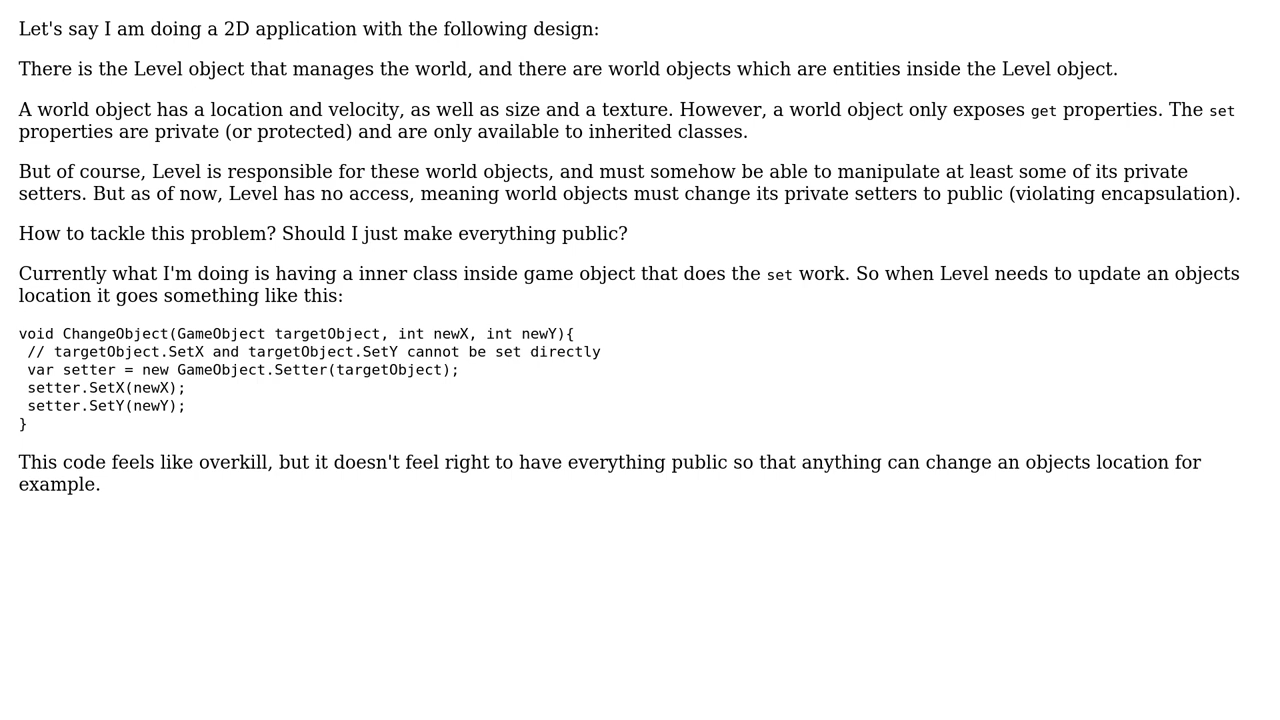 Let's say I am doing a 2D application with the following design:
There is the Level object that manages the world, and there are world objects which are entities inside the Level object.
A world object has a location and velocity, as well as size and a texture. However, a world object only exposes get properties. The set
properties are private (or protected) and are only available to inherited classes.
But of course, Level is responsible for these world objects, and must somehow be able to manipulate at least some of its private
setters. But as of now, Level has no access, meaning world objects must change its private setters to public (violating encapsulation).
How to tackle this problem? Should I just make everything public?
Currently what I'm doing is having a inner class inside game object that does the set work. So when Level needs to update an objects
location it goes something like this:
void ChangeObject(GameObject targetObject, int newX, int newY){
 // targetObject.SetX and targetObject.SetY cannot be set directly
 var setter = new GameObject.Setter(targetObject);
 setter.SetX(newX);
 setter.SetY(newY);
}
This code feels like overkill, but it doesn't feel right to have everything public so that anything can change an objects location for
example.